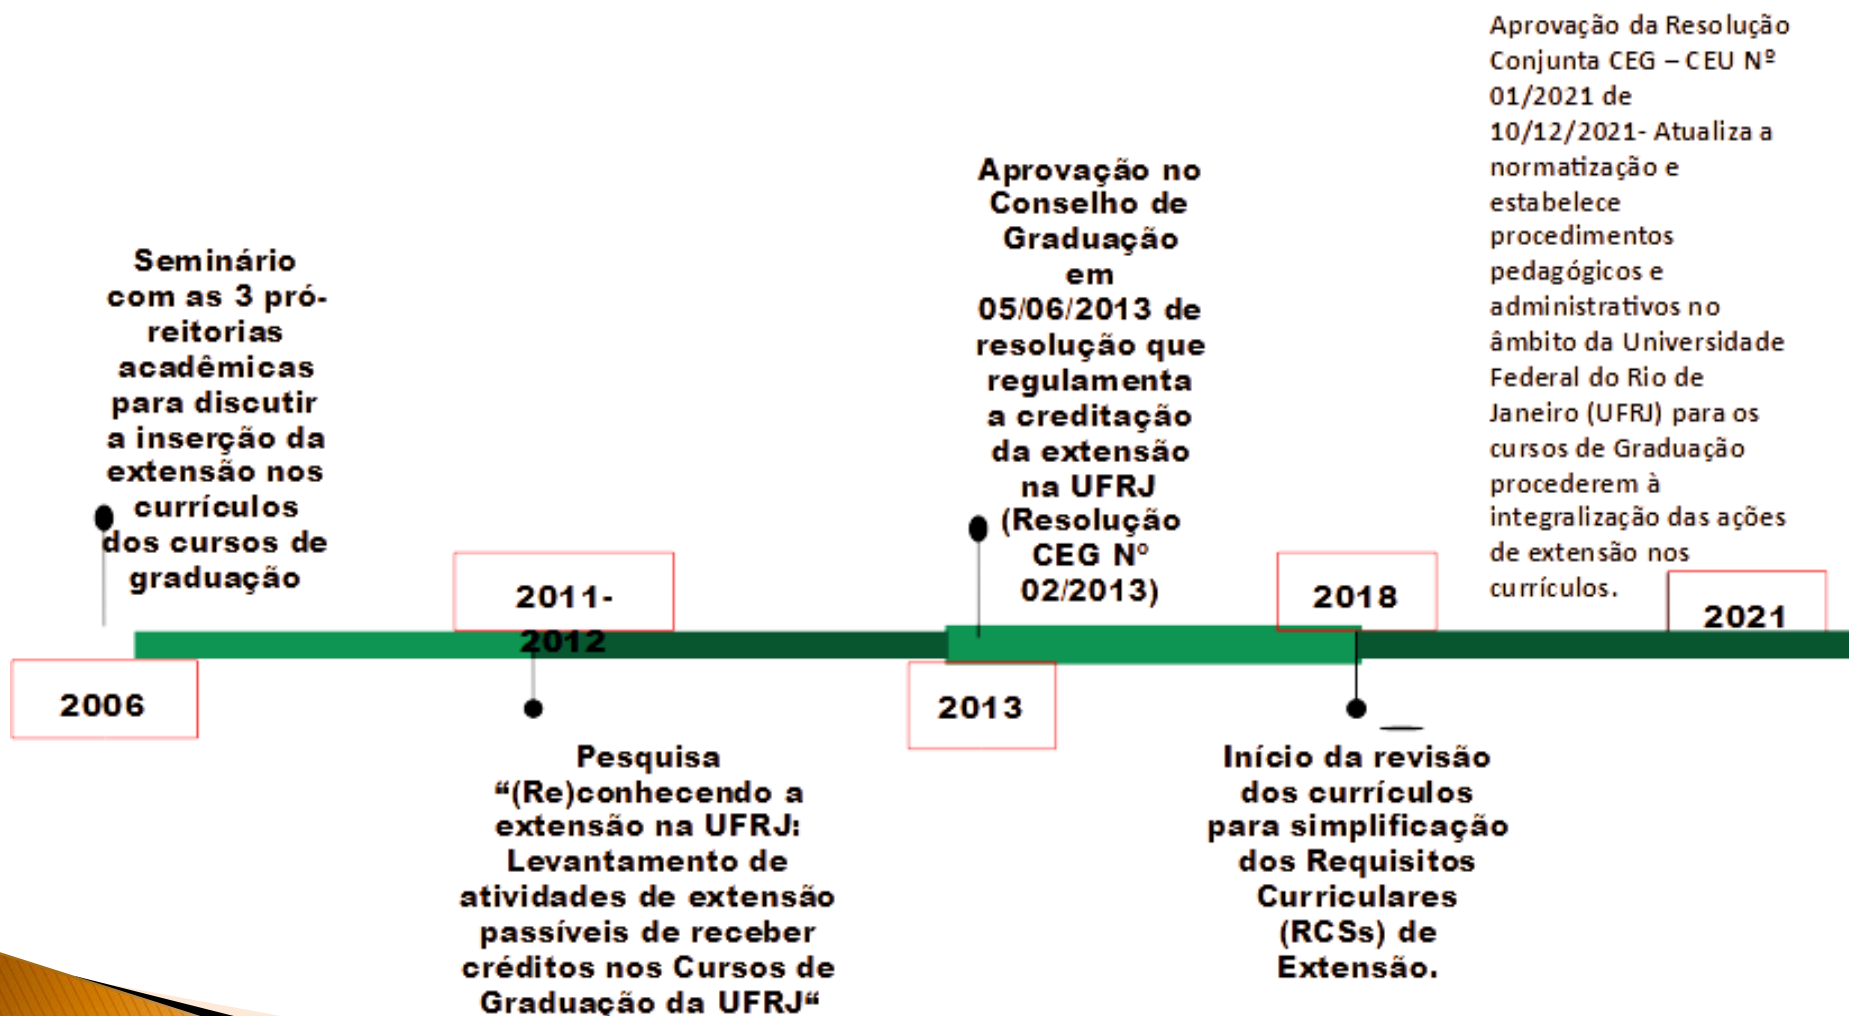 Seminário
com as 3 pró-
reitorias
acadêmicas
para discutir
a inserção da
extensão nos
currículos
dos cursos de
graduação
2006
2011-
2012
Pesquisa
“(Re)conhecendo a
extensão na UFRJ:
Levantamento de
atividades de extensão
passíveis de receber
créditos nos Cursos de
Graduação da UFRJ“
Aprovação no
Conselho de
Graduação
em
05/06/2013 de
resolução que
regulamenta
a creditação
da extensão
na UFRJ
(Resolução
CEG Nº
02/2013)
2013
2018
Início da revisão
dos currículos
para simplificação
dos Requisitos
Curriculares
(RCSs) de
Extensão.
Aprovação da Resolução
Conjunta CEG – CEU Nº
01/2021 de
10/12/2021- Atualiza a
normatização e
estabelece
procedimentos
pedagógicos e
administrativos no
âmbito da Universidade
Federal do Rio de
Janeiro (UFRJ) para os
cursos de Graduação
procederem à
integralização das ações
de extensão nos
currículos.
2021